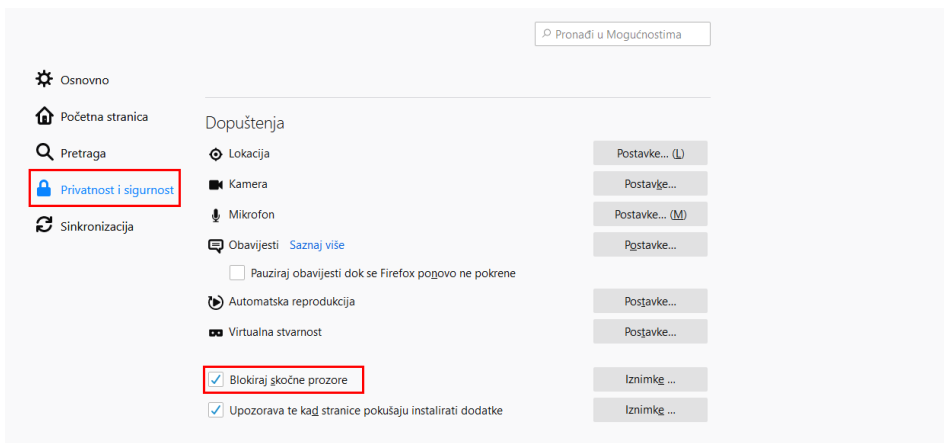 Pronađi u Mogućnostima
Osnovno
Početna stranica
Pretraga
Privatnost i sigurnost
Sinkronizacija
Dopuštenja
Lokacija Postavke... (L)
Kamera Postavke...
Mikrofon Postavke... (M)
Obavijesti Saznaj više Postavke...
Pauziraj obavijesti dok se Firefox ponovo ne pokrene
Automatska reprodukcija Postavke...
Virtualna stvarnost Postavke...
Blokiraj skočne prozore Iznimke ...
Upozorava te kad stranice pokušaju instalirati dodatke Iznimke ...